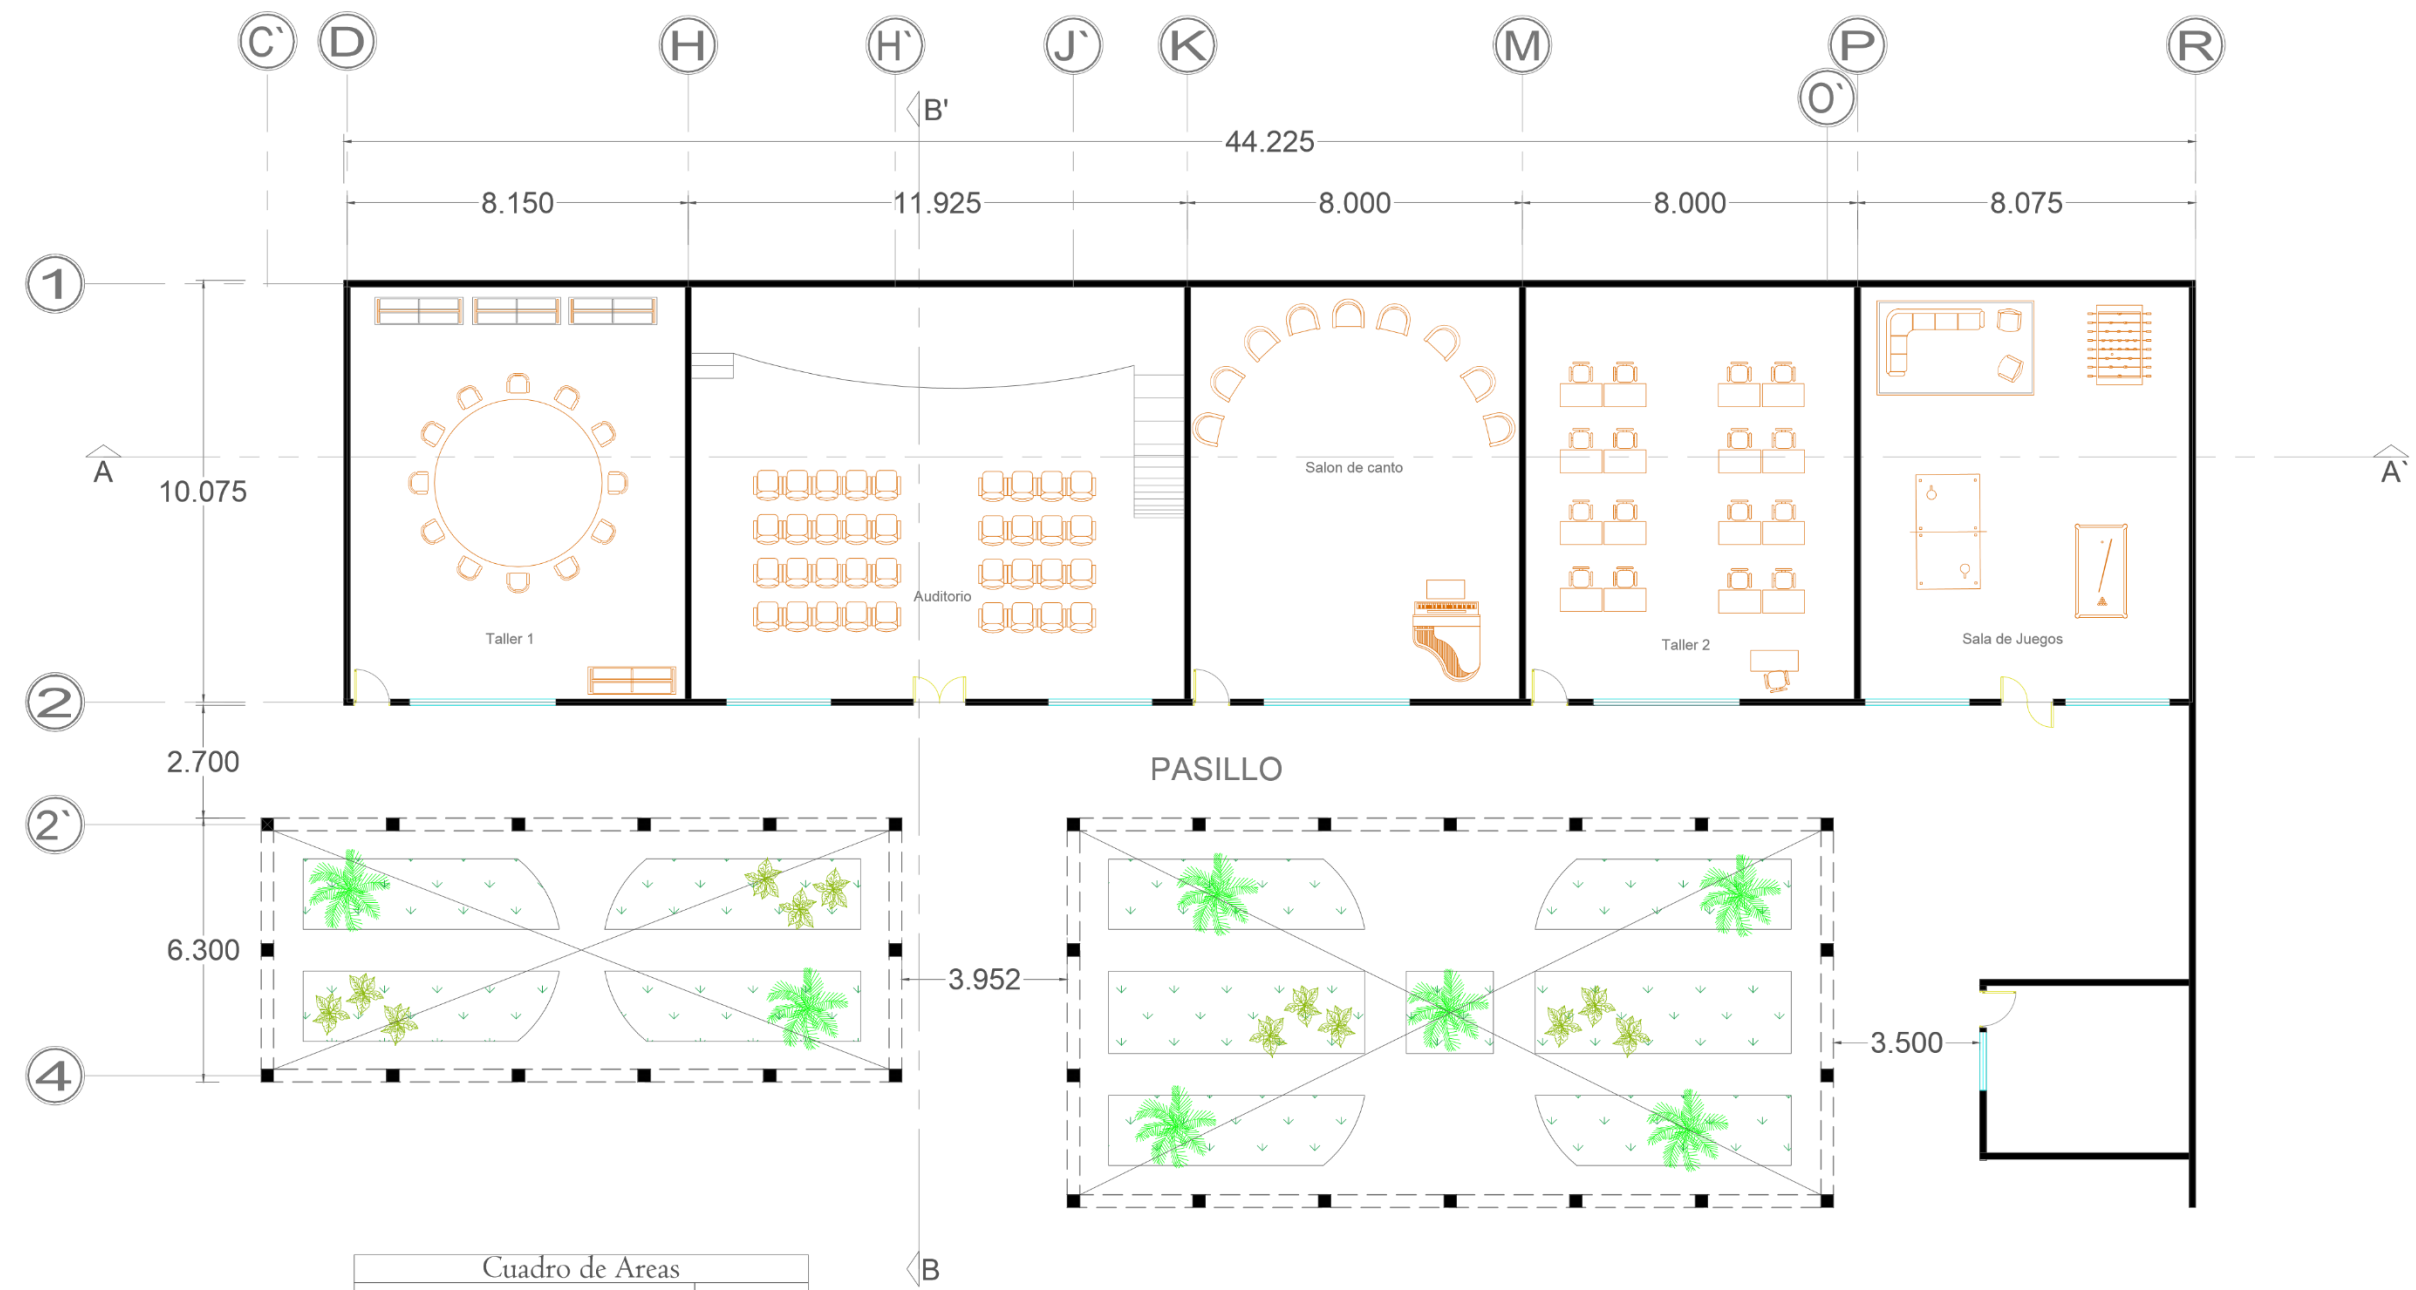 C` D H H` J` K M P R
O`
B'
44.225
8.150 11.925 8.000 8.000 8.075
1
A A`
10.075
Salon de canto
Auditorio
Taller 1 Taller 2 Sala de Juegos
2
2.700
PASILLO
2`
6.300
3.952
3.500
4
B
Cuadro de Areas